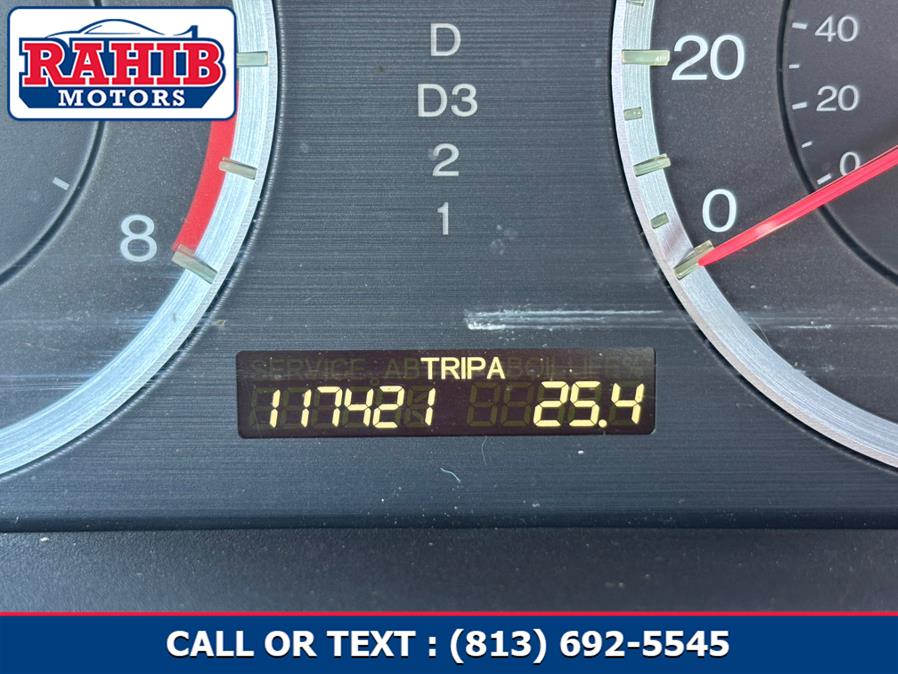 RAHIB
MOTORS
D
D3
2
1
8
20
0
40
20
0
TRIP A
117421 25.4
CALL OR TEXT : (813) 692-5545